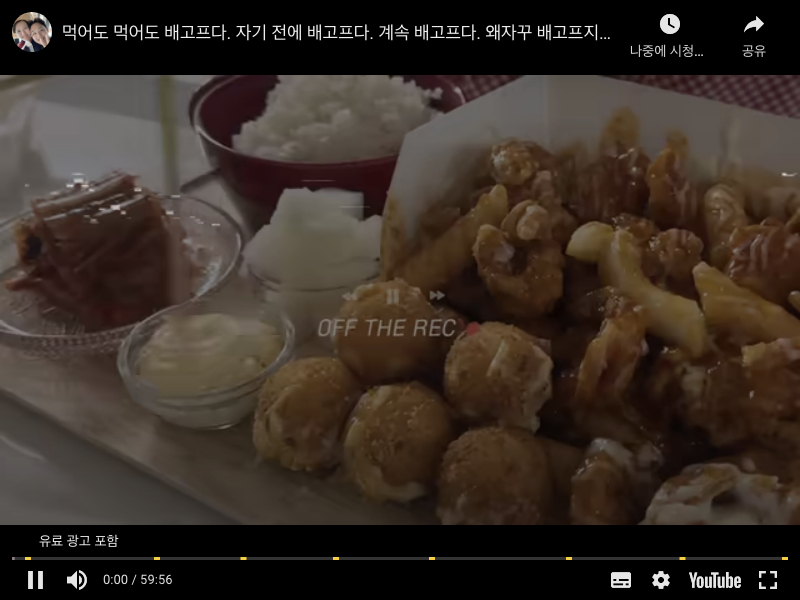 먹어도 먹어도 배고프다. 자기 전에 배고프다. 계속 배고프다. 왜자꾸 배고프지...
나중에 시청...
공유
OFF THE REC
유료 광고 포함
0:00 / 59:56
YouTube